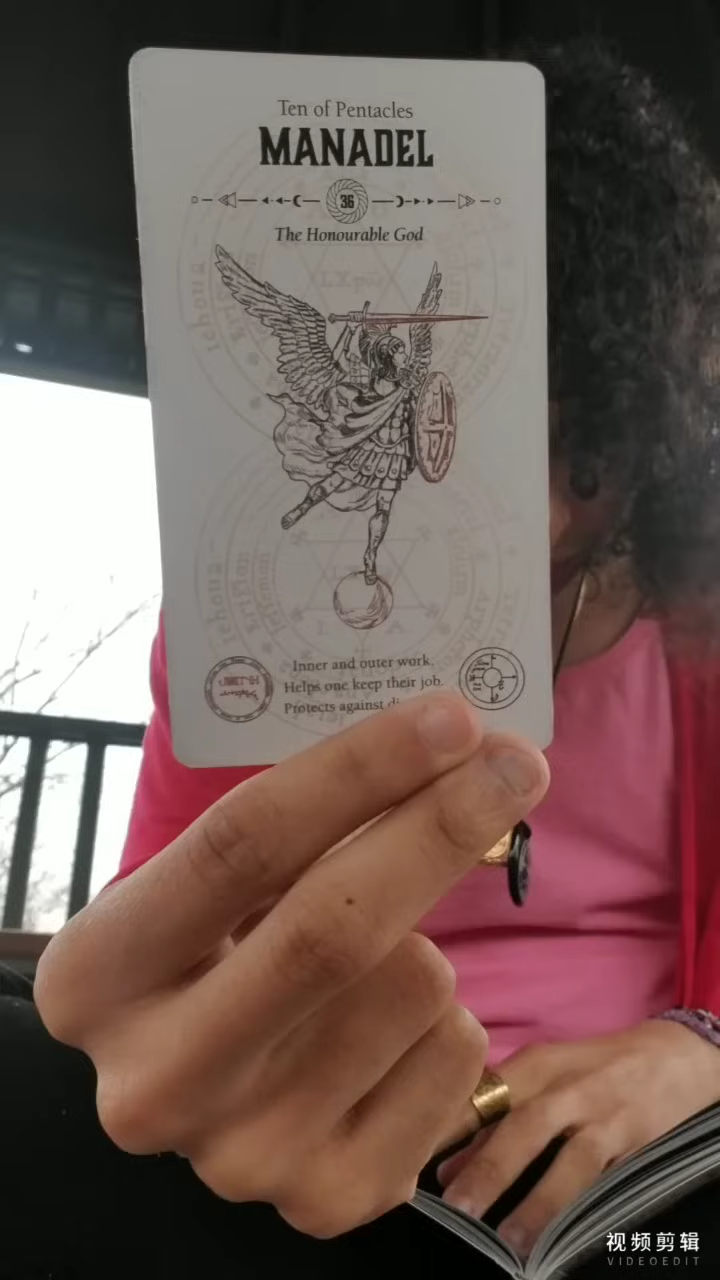 Ten of Pentacles
MANADEL
36
The Honourable God
Inner and outer work.
Helps one keep their job.
Protects against
视频剪辑
VIDEOEDIT